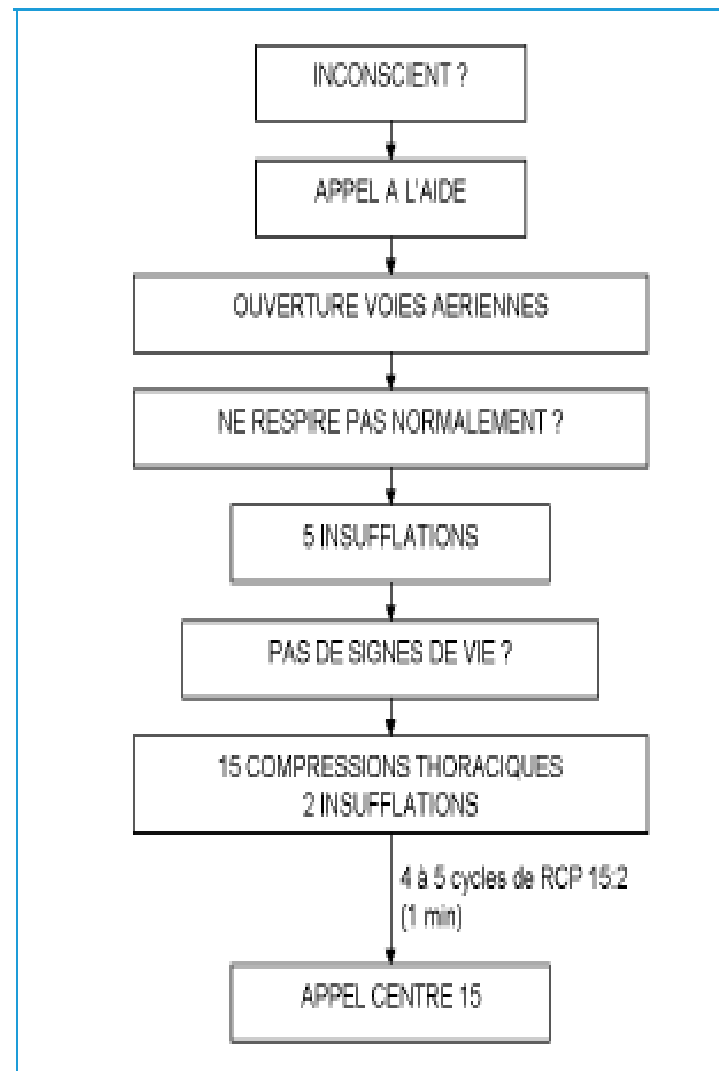 INCONSCIENT ?
APPEL A L'AIDE
OUVERTURE VOIES AERIENNES
NE RESPIRE PAS NORMALEMENT ?
5 INSUFFLATIONS
PAS DE SIGNES DE VIE ?
15 COMPRESSIONS THORACIQUES
2 INSUFFLATIONS
4 à 5 cycles de RCP 15:2
(1 min)
APPEL CENTRE 15